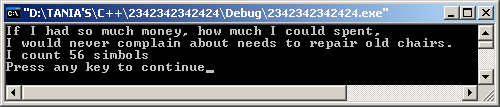 "D:\TANIA'S\C++\2342342342424\Debug\2342342342424.exe"
If I had so much money, how much I could spent,
I would never complain about needs to repair old chairs.
I count 56 simbols
Press any key to continue_